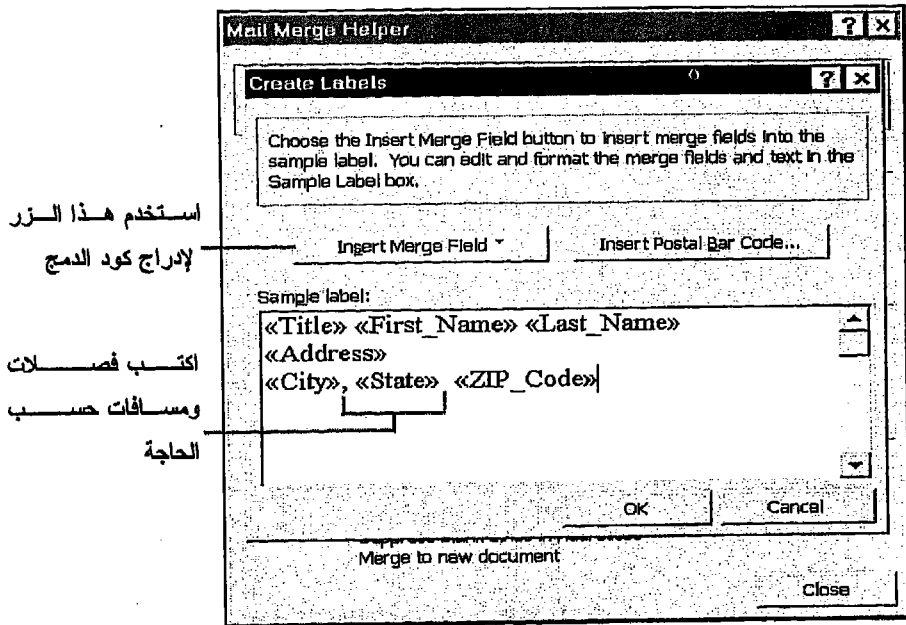 Mail Merge Helper
Create Labels
Choose the Insert Merge Field button to insert merge fields into the
sample label. You can edit and format the merge fields and text in the
Sample Label box.
استخدم هذا الزر
لإدراج كود الدمج
Insert Merge Field
Insert Postal Bar Code...
Sample label:
«Title» «First_Name» «Last_Name»
«Address»
«City», «State» «ZIP_Code»
اكتب فصلات
ومسافات حسب
الحاجة
OK
Cancel
Merge to new document
Close